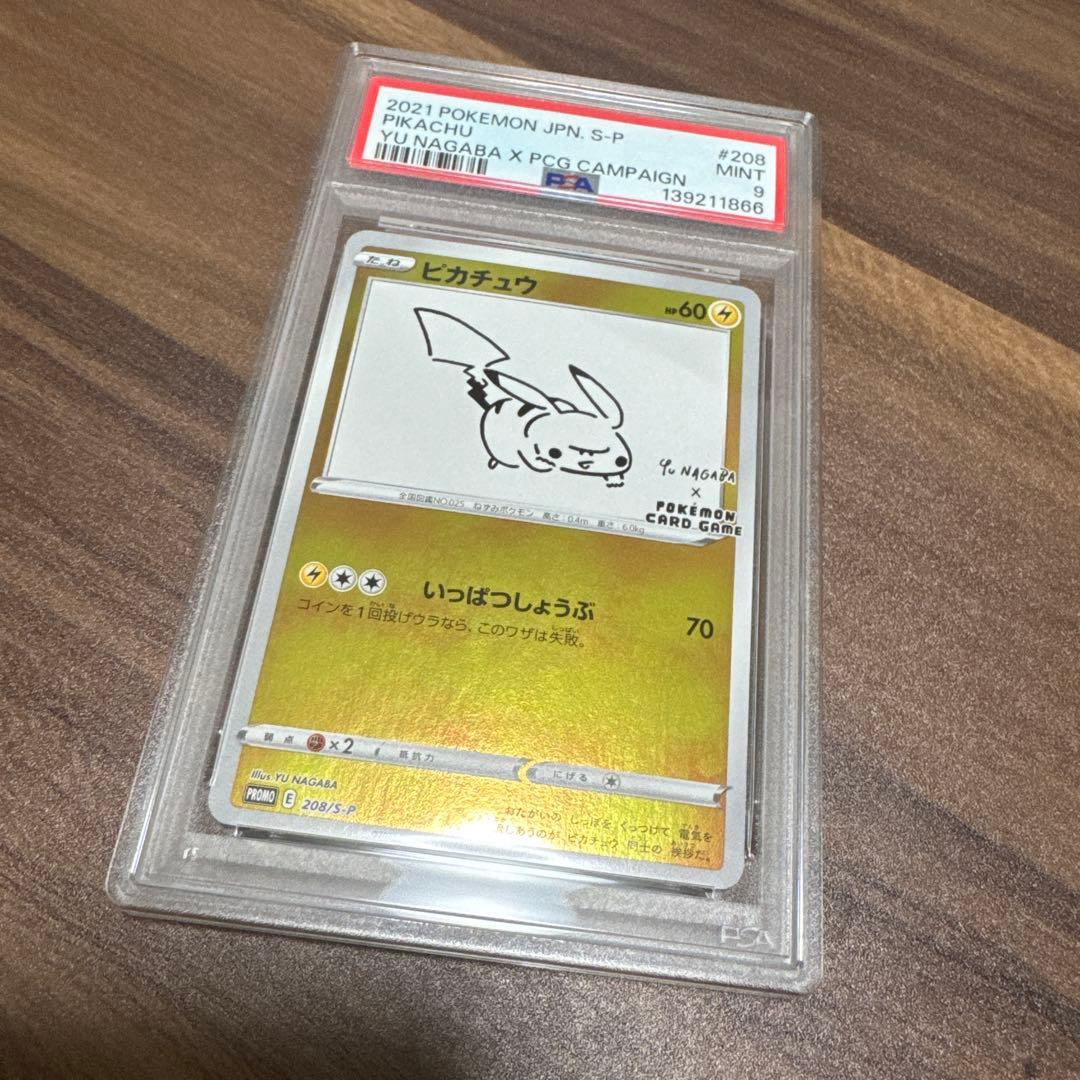 2021 POKEMON JPN. S-P
#208
PIKACHU
MINT
YU NAGABA X PCG CAMPAIGN
9
PSA
139211866
たね
ピカチュウ
HP60
Yu NAGABA
×
POKÉMON
CARD GAME
全国図鑑NO.025 ねずみポケモン 高さ:0.4m 重さ:6.0kg
いっぱつしょうぶ
70
コインを1回投げウラなら、このワザは失敗。
弱点
×2
抵抗力
にげる
Illus. YU NAGABA
PROMO
E
208/S-P
おたがいの しっぽを くっつけて 電気を
流しあうのが ピカチュウ 同士の 挨拶だ。
PSA